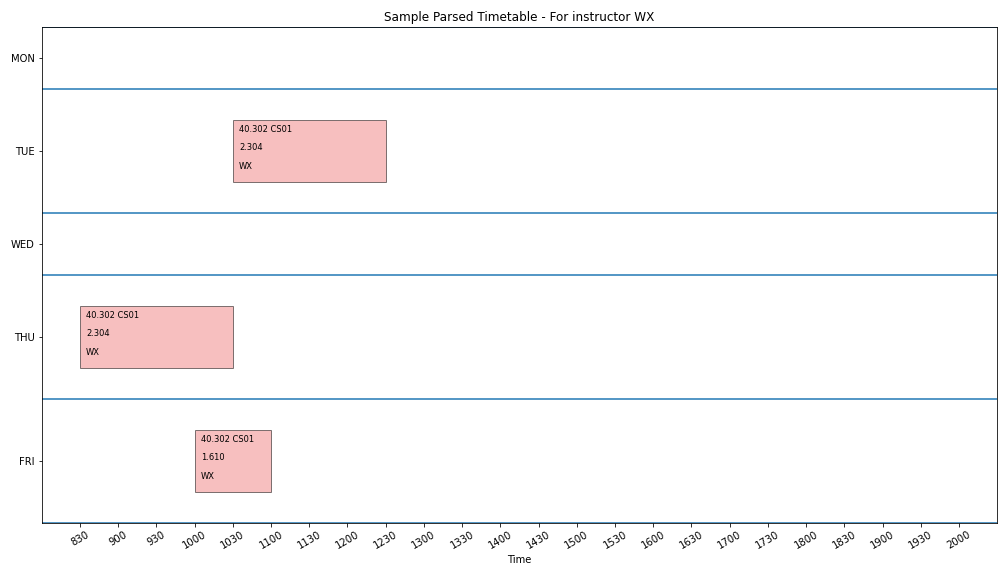 Sample Parsed Timetable - For instructor WX
MON
TUE
40.302 CS01
2.304
WX
WED
THU
40.302 CS01
2.304
WX
FRI
40.302 CS01
1.610
WX
830 900 930 1000 1030 1100 1130 1200 1230 1300 1330 1400 1430 1500 1530 1600 1630 1700 1730 1800 1830 1900 1930 2000
Time